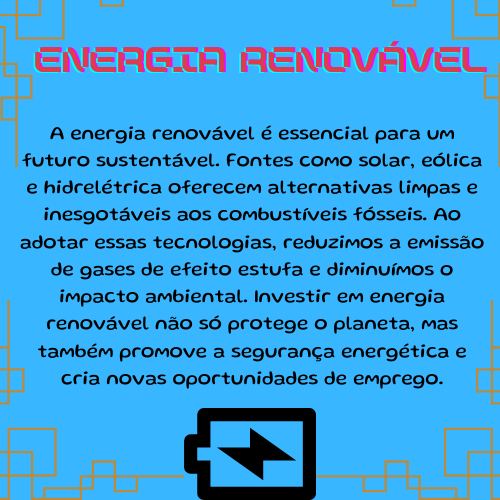 ENERGIA RENOVÁVEL
A energia renovável é essencial para um
futuro sustentável. Fontes como solar, eólica
e hidrelétrica oferecem alternativas limpas e
inesgotáveis aos combustíveis fósseis. Ao
adotar essas tecnologias, reduzimos a emissão
de gases de efeito estufa e diminuímos o
impacto ambiental. Investir em energia
renovável não só protege o planeta, mas
também promove a segurança energética e
cria novas oportunidades de emprego.